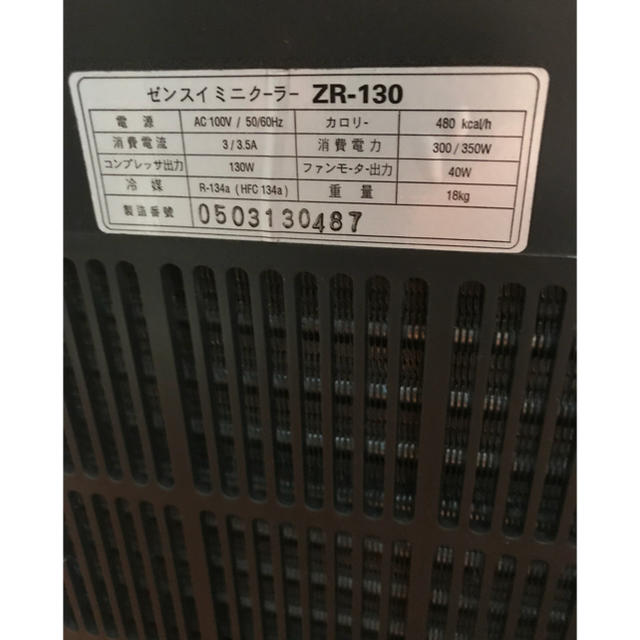 ゼンスイミニクーラー ZR-130
電源 AC 100V / 50/60Hz カロリー 480 kcal/h
消費電流 3 / 3.5A 消費電力 300 / 350W
コンプレッサ出力 130W ファンモーター出力 40W
冷媒 R-134a (HFC 134a) 重量 18kg
製造番號 0503130487